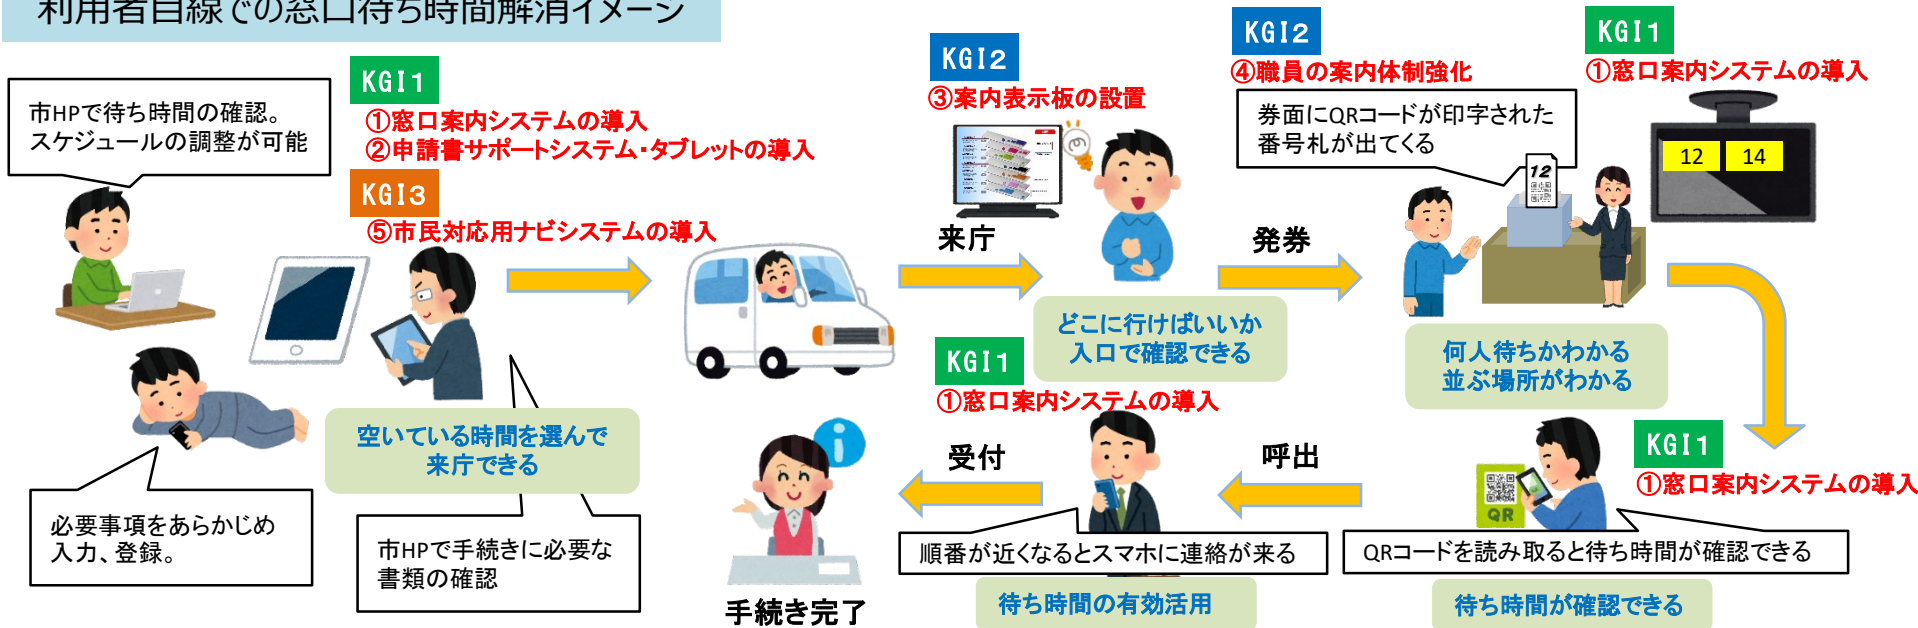 利用者目線での窓口待ち時間解消イメージ
市HPで待ち時間の確認。
スケジュールの調整が可能
KGI1
①窓口案内システムの導入
②申請書サポートシステム・タブレットの導入
KGI3
⑤市民対応用ナビシステムの導入
空いている時間を選んで
来庁できる
必要事項をあらかじめ
入力、登録。
市HPで手続きに必要な
書類の確認
KGI2
③案内表示板の設置
来庁
どこに行けばいいか
入口で確認できる
発券
KGI2
④職員の案内体制強化
券面にQRコードが印字された
番号札が出てくる
12
何人待ちかわかる
並ぶ場所がわかる
KGI1
①窓口案内システムの導入
12 14
KGI1
①窓口案内システムの導入
QR
QRコードを読み取ると待ち時間が確認できる
待ち時間が確認できる
呼出
KGI1
①窓口案内システムの導入
順番が近くなるとスマホに連絡が来る
待ち時間の有効活用
受付
手続き完了